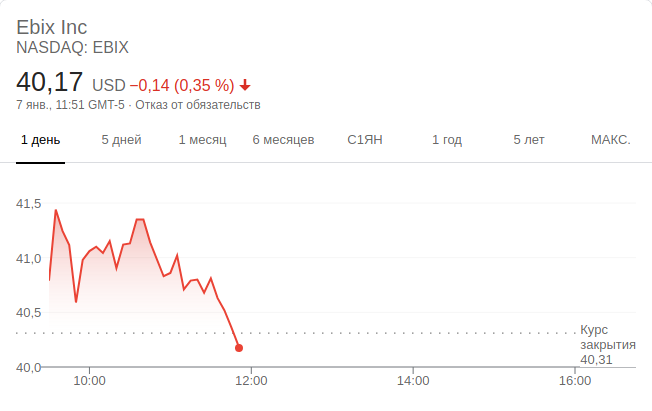 Ebix Inc
NASDAQ: EBIX
40,17 USD −0,14 (0,35 %)
7 янв., 11:51 GMT-5 · Отказ от обязательств
1 день 5 дней 1 месяц 6 месяцев С1ЯН 1 год 5 лет МАКС.
41,5
41,0
40,5
Курс
закрытия
40,31
40,0
10:00 12:00 14:00 16:00